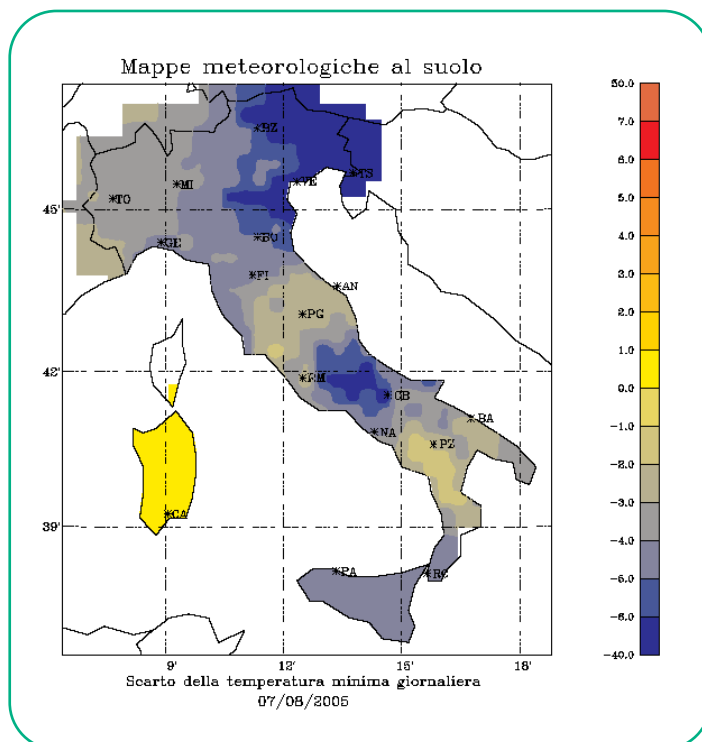 Mappe meteorologiche al suolo
50.0
7.0
6.0
5.0
4.0
3.0
2.0
1.0
0.0
-1.0
-2.0
-3.0
-4.0
-5.0
-6.0
-40.0
*BZ
*TS
*VE
*MI
*TO
*BO
*GE
*FI
*AN
*PG
*RM
*CB
*BA
*NA
*PZ
*CA
*PA
*RC
45'
42'
39'
9'
12'
15'
18'
Scarto della temperatura minima giornaliera
07/08/2005